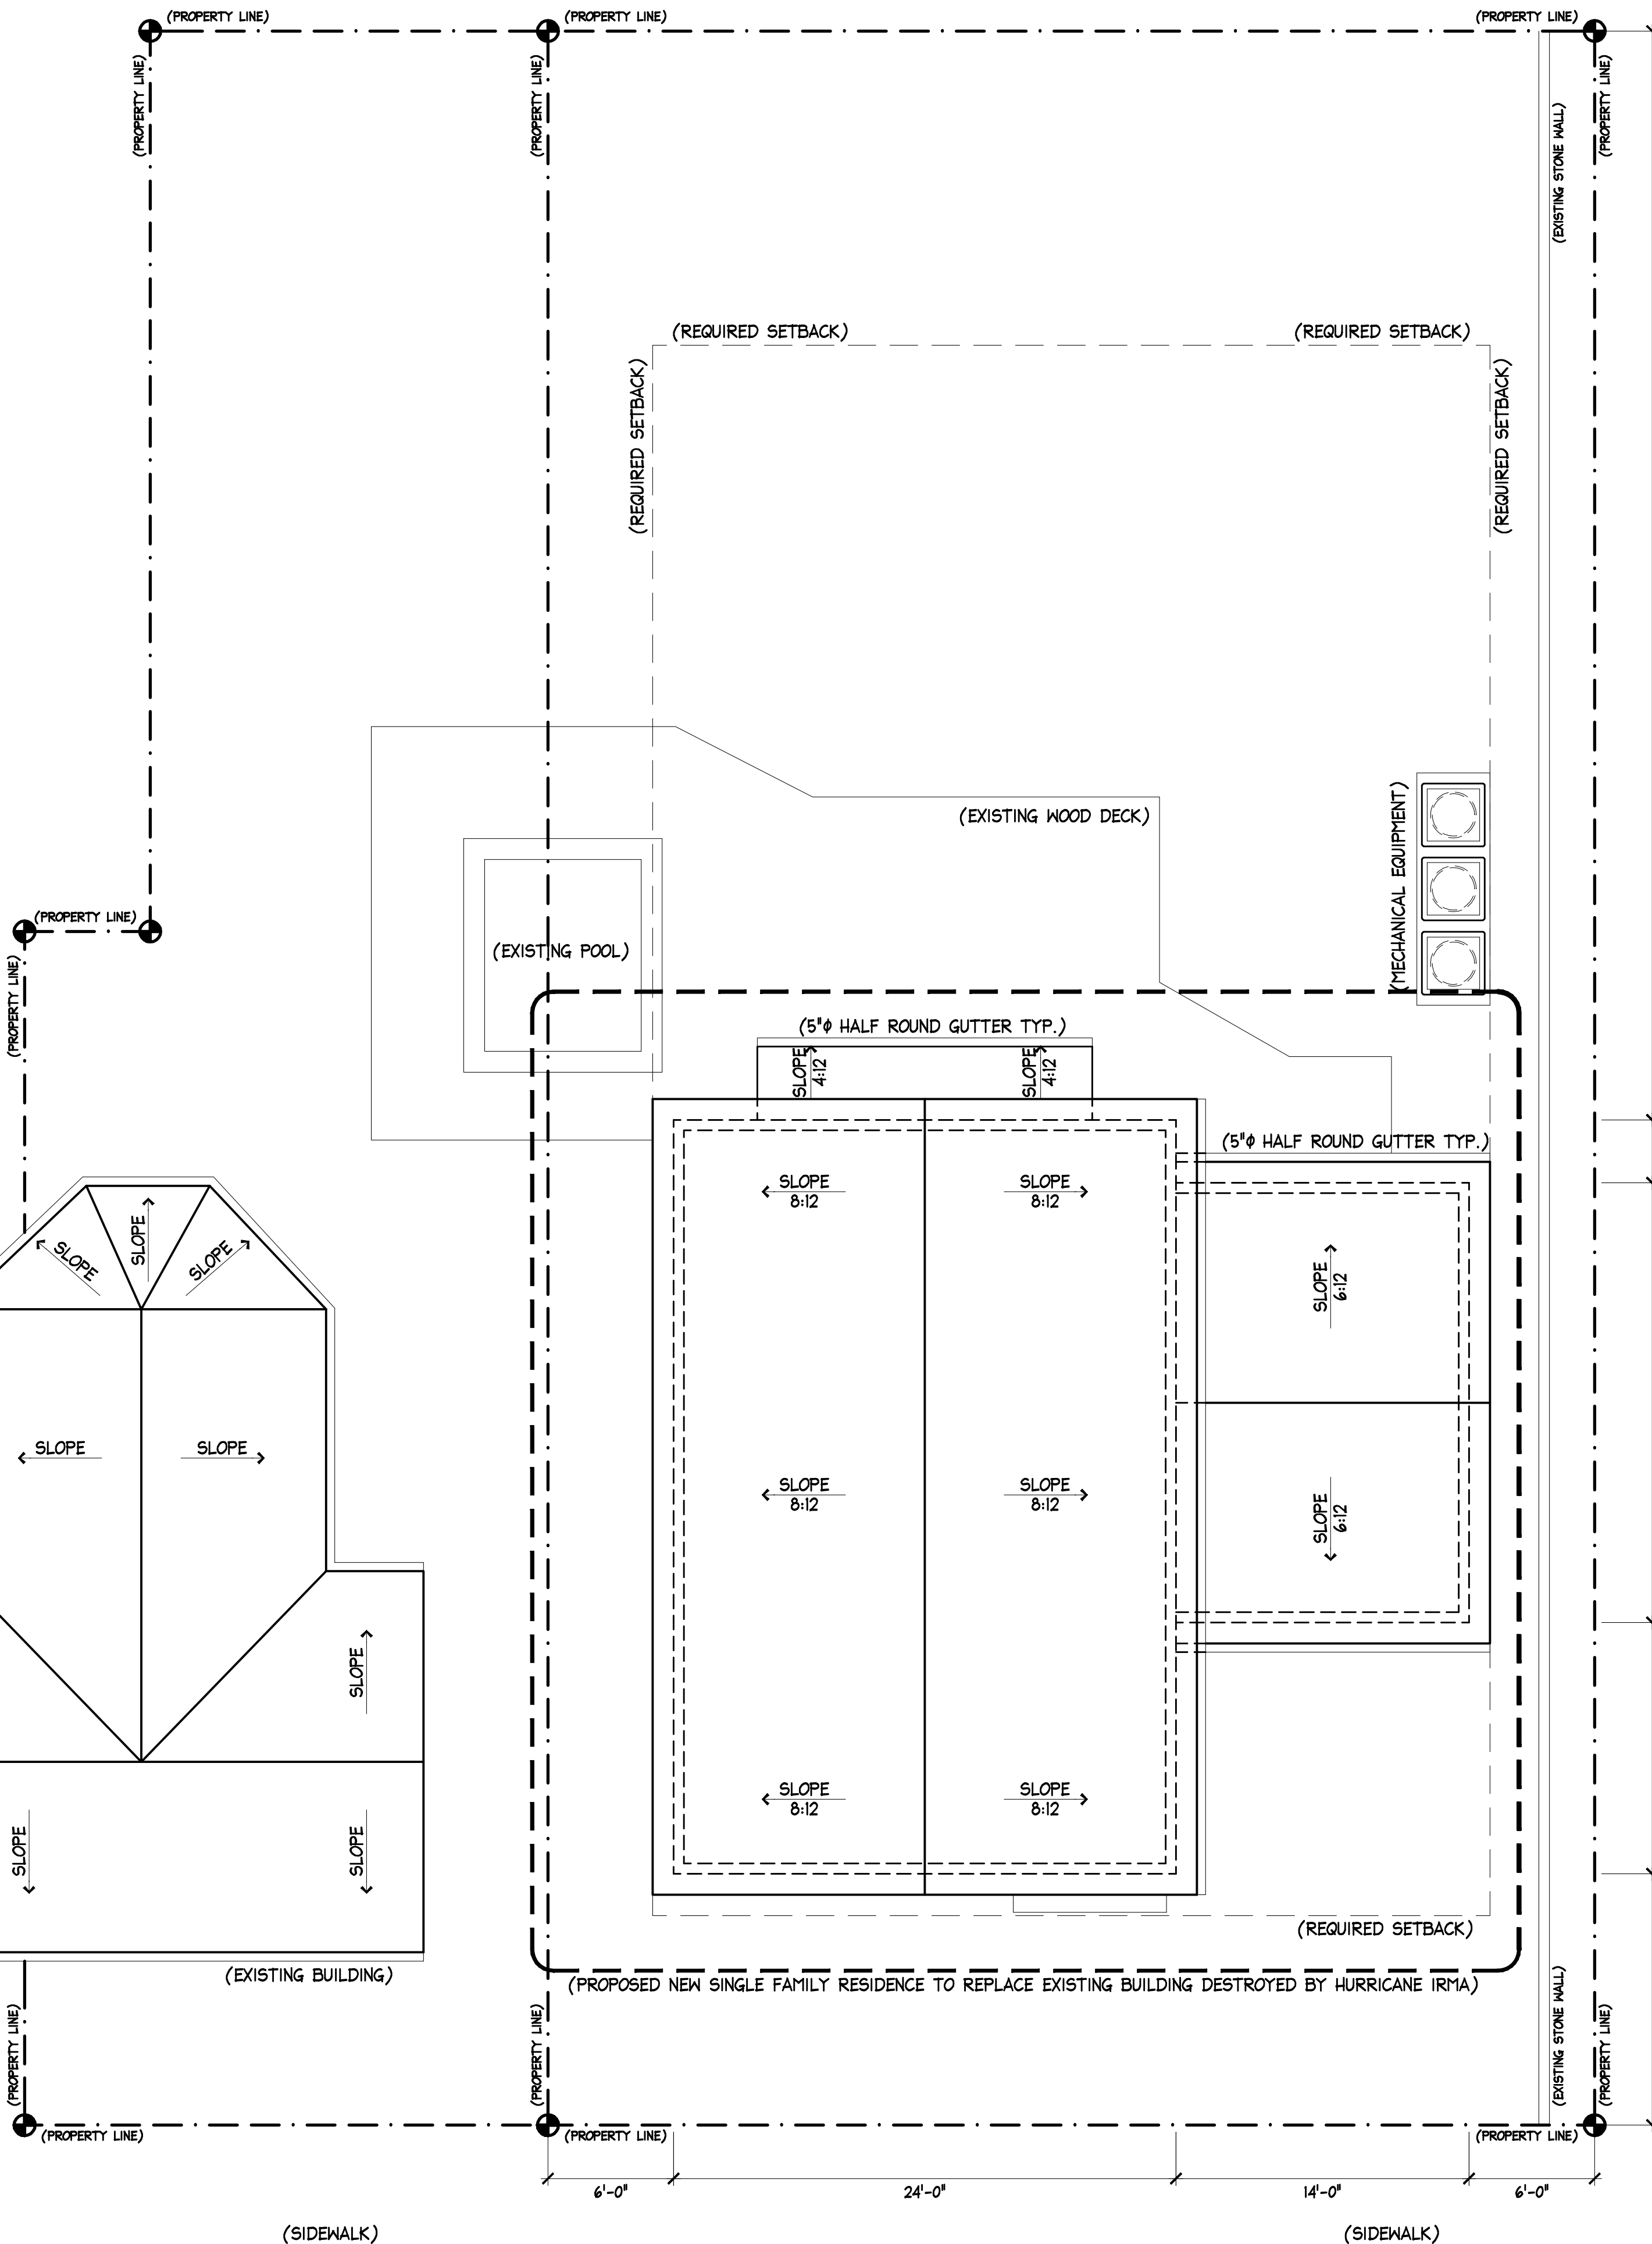 (PROPERTY LINE)
(PROPERTY LINE)
(PROPERTY LINE)
(PROPERTY LINE)
(PROPERTY LINE)
(PROPERTY LINE)
(EXISTING STONE WALL)
(REQUIRED SETBACK)
(REQUIRED SETBACK)
(REQUIRED SETBACK)
(REQUIRED SETBACK)
(EXISTING WOOD DECK)
(MECHANICAL EQUIPMENT)
(PROPERTY LINE)
(EXISTING POOL)
(PROPERTY LINE)
(5"Φ HALF ROUND GUTTER TYP.)
SLOPE
4:12
SLOPE
4:12
(5"Φ HALF ROUND GUTTER TYP.)
SLOPE
8:12
SLOPE
8:12
SLOPE
SLOPE
SLOPE
SLOPE
6:12
SLOPE
SLOPE
SLOPE
8:12
SLOPE
8:12
SLOPE
6:12
SLOPE
SLOPE
8:12
SLOPE
8:12
SLOPE
SLOPE
(REQUIRED SETBACK)
(EXISTING BUILDING)
(PROPOSED NEW SINGLE FAMILY RESIDENCE TO REPLACE EXISTING BUILDING DESTROYED BY HURRICANE IRMA)
(PROPERTY LINE)
(PROPERTY LINE)
(EXISTING STONE WALL)
(PROPERTY LINE)
(PROPERTY LINE)
(PROPERTY LINE)
(PROPERTY LINE)
6'-0"
24'-0"
14'-0"
6'-0"
(SIDEWALK)
(SIDEWALK)